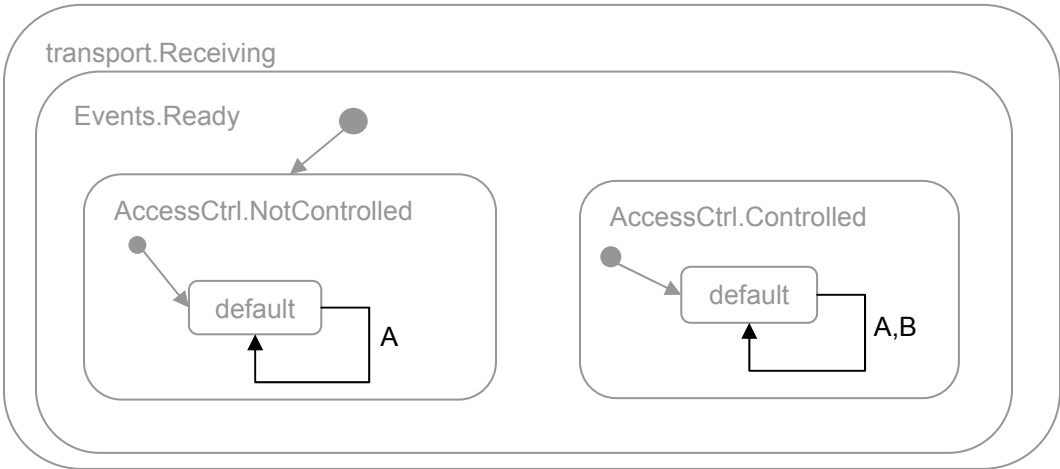 transport.Receiving
Events.Ready
AccessCtrl.NotControlled
default
A
AccessCtrl.Controlled
default
A,B